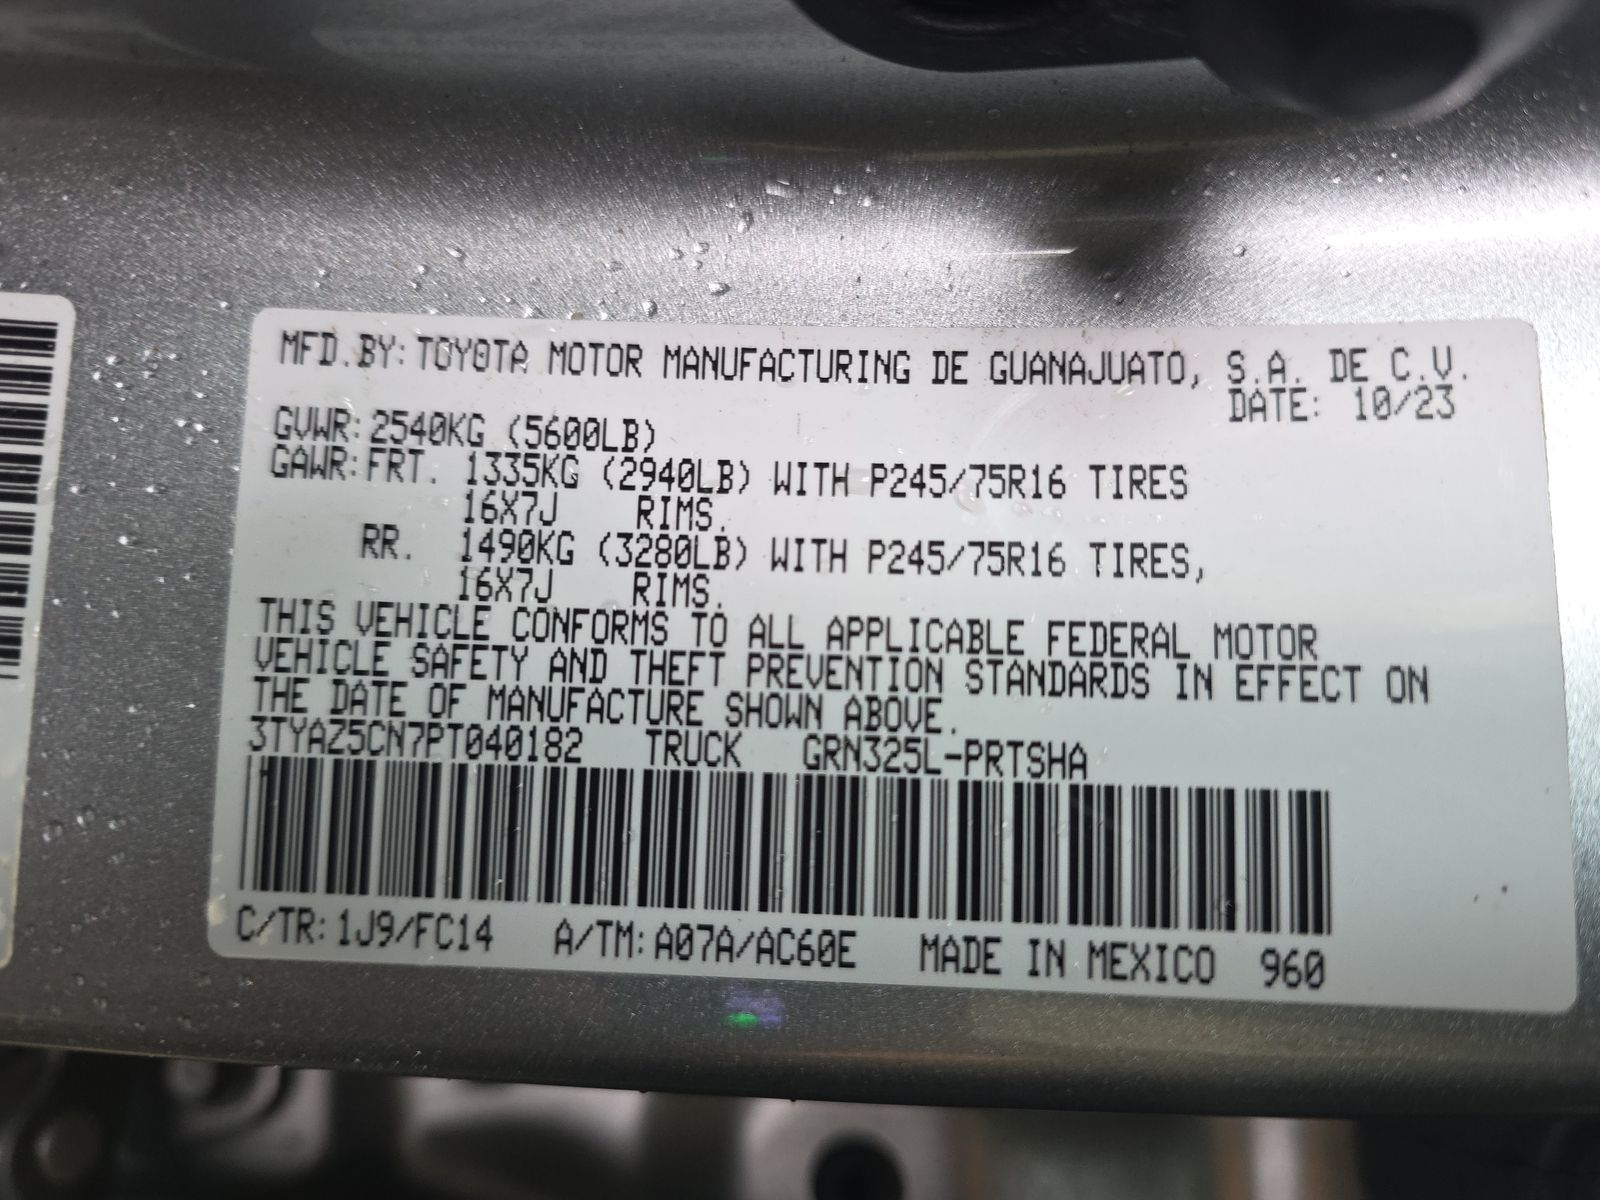 MFD.BY: TOYOTA MOTOR MANUFACTURING DE GUANAJUATO, S.A. DE C.V.
DATE: 10/23
GVWR: 2540KG (5600LB)
GAWR: FRT. 1335KG (2940LB) WITH P245/75R16 TIRES
16X7J RIMS.
RR. 1490KG (3280LB) WITH P245/75R16 TIRES,
16X7J RIMS.
THIS VEHICLE CONFORMS TO ALL APPLICABLE FEDERAL MOTOR
VEHICLE SAFETY AND THEFT PREVENTION STANDARDS IN EFFECT ON
THE DATE OF MANUFACTURE SHOWN ABOVE.
3TYAZ5CN7PT040182 TRUCK GRN325L-PRTSHA
C/TR: 1J9/FC14 A/TM: A07A/AC60E MADE IN MEXICO 960